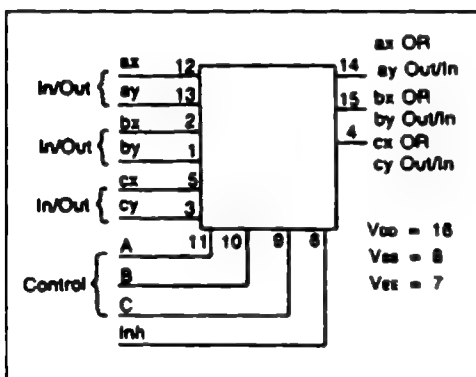 ax OR
ax 12 14 ay Out/In
In/Out ay 13 15 bx OR
bx 2 by Out/In
In/Out by 1 4 cx OR
cx 5 cy Out/In
In/Out cy 3
11 10 9 6
A
B
Control C
Inh
VDD = 16
VSS = 8
VEE = 7